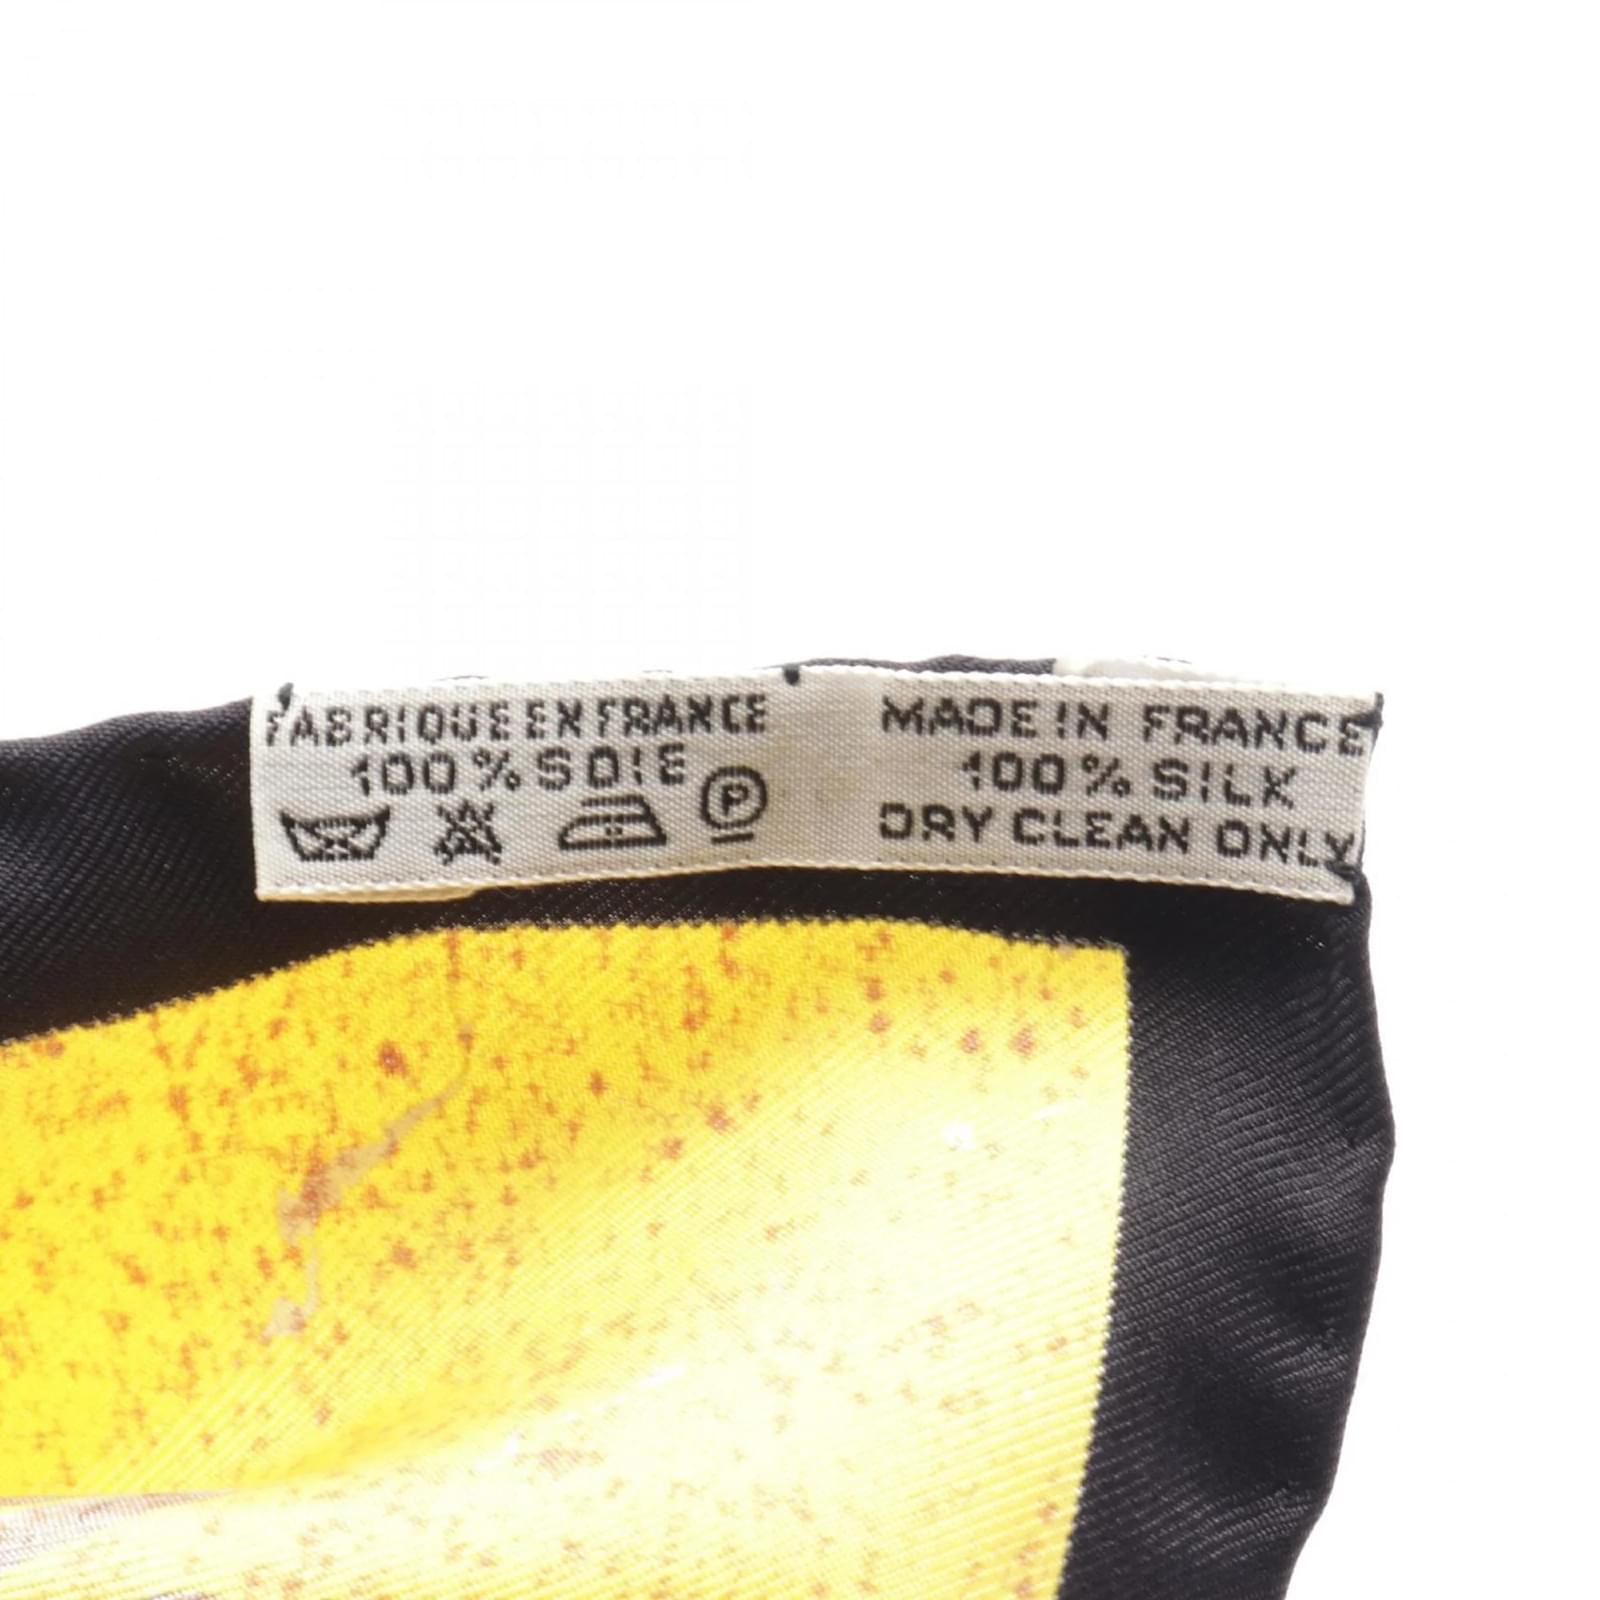 FABRIQUE EN FRANCE
100% SOIE
P
MADE IN FRANCE
100% SILK
DRY CLEAN ONLY